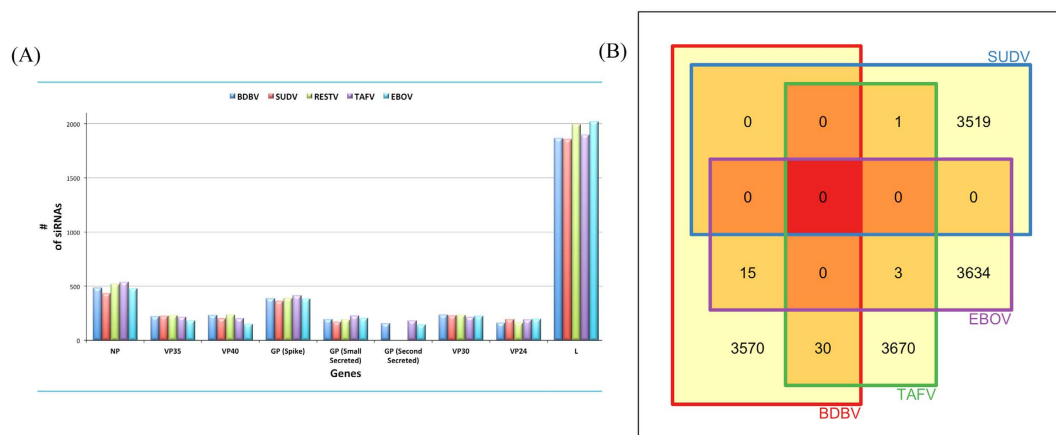 (A)
BDBV SUDV RESTV TAFV EBOV
2000
1500
1000
500
0
#
of siRNAs
NP VP35 VP40 GP (Spike) GP (Small Secreted) GP (Second Secreted) VP30 VP24 L
Genes
(B)
SUDV
0 0 1 3519
0 0 0 0
15 0 3 3634
EBOV
3570 30 3670
TAFV
BDBV